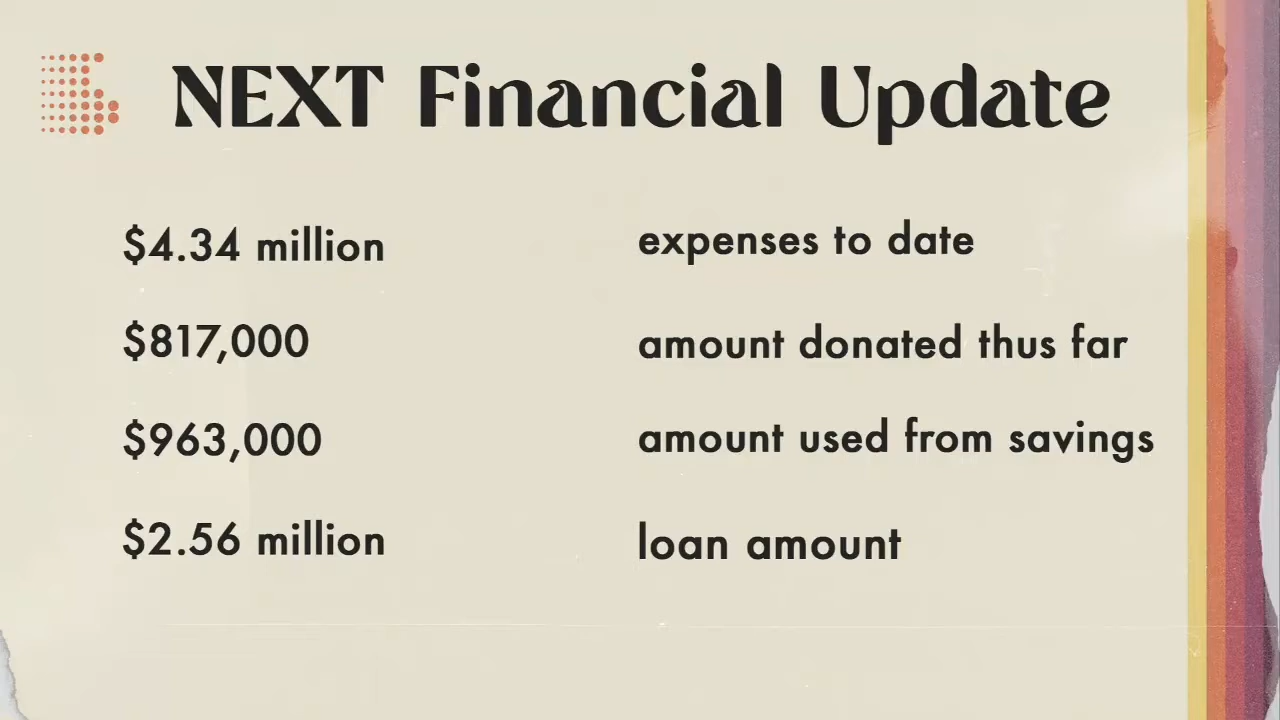 NEXT Financial Update
$4.34 million expenses to date
$817,000 amount donated thus far
$963,000 amount used from savings
$2.56 million loan amount